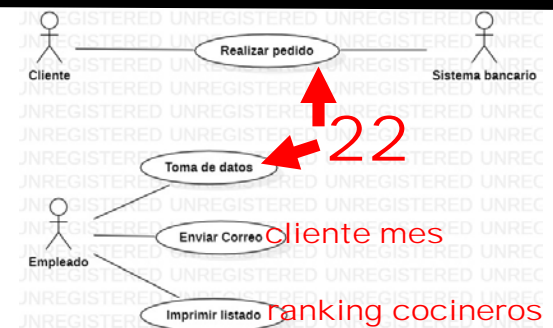 Realizar pedido
Cliente
Sistema bancario
22
Toma de datos
Enviar Correo cliente mes
Empleado
Imprimir listado ranking cocineros